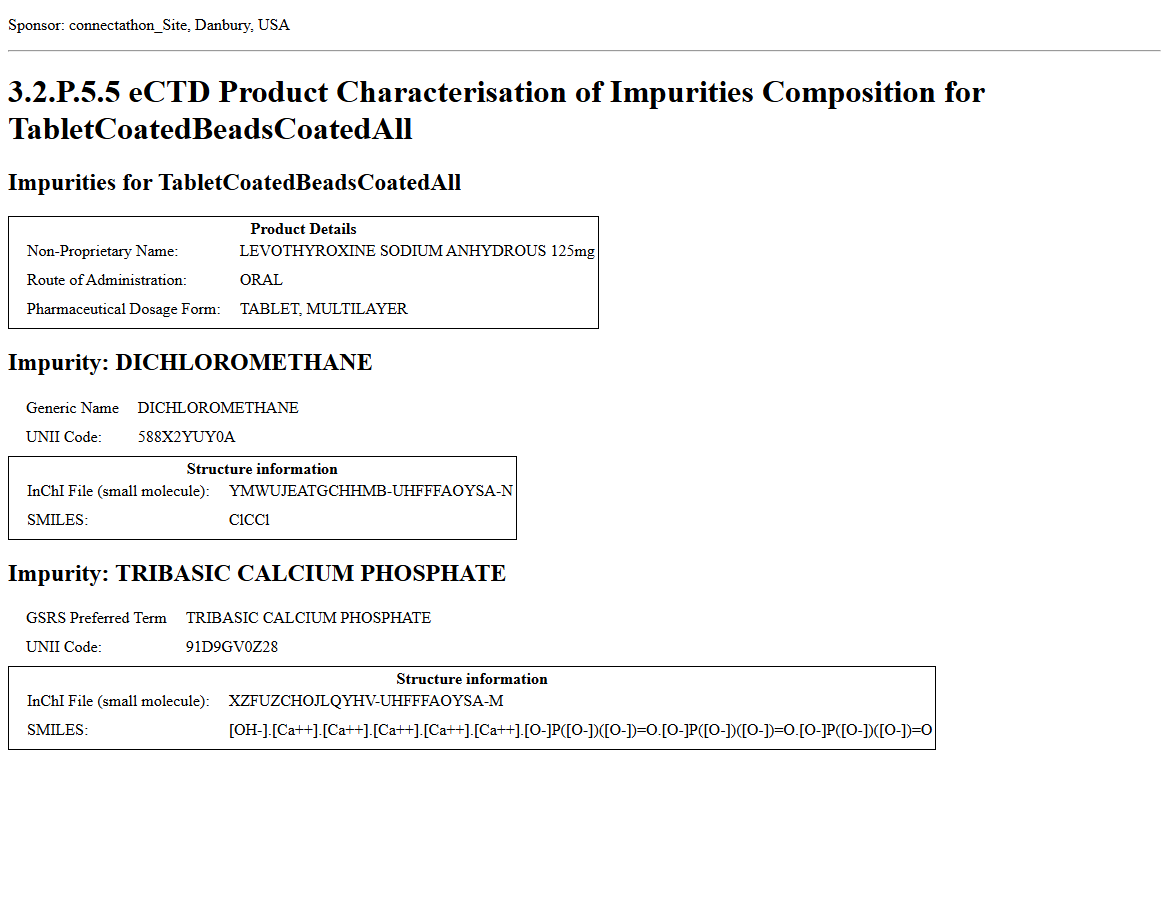 Sponsor: connectathon_Site, Danbury, USA
3.2.P.5.5 eCTD Product Characterisation of Impurities Composition for
TabletCoatedBeadsCoatedAll
Impurities for TabletCoatedBeadsCoatedAll
Product Details
Non-Proprietary Name: LEVOTHYROXINE SODIUM ANHYDROUS 125mg
Route of Administration: ORAL
Pharmaceutical Dosage Form: TABLET, MULTILAYER
Impurity: DICHLOROMETHANE
Generic Name DICHLOROMETHANE
UNII Code: 588X2YUY0A
Structure information
InChI File (small molecule): YMWUJEATGCHHMB-UHFFFAOYSA-N
SMILES: ClCCl
Impurity: TRIBASIC CALCIUM PHOSPHATE
GSRS Preferred Term TRIBASIC CALCIUM PHOSPHATE
UNII Code: 91D9GV0Z28
Structure information
InChI File (small molecule): XZFUZCHOJLQYHV-UHFFFAOYSA-M
SMILES: [OH-].[Ca++].[Ca++].[Ca++].[Ca++].[Ca++].[O-]P([O-])([O-])=O.[O-]P([O-])([O-])=O.[O-]P([O-])([O-])=O